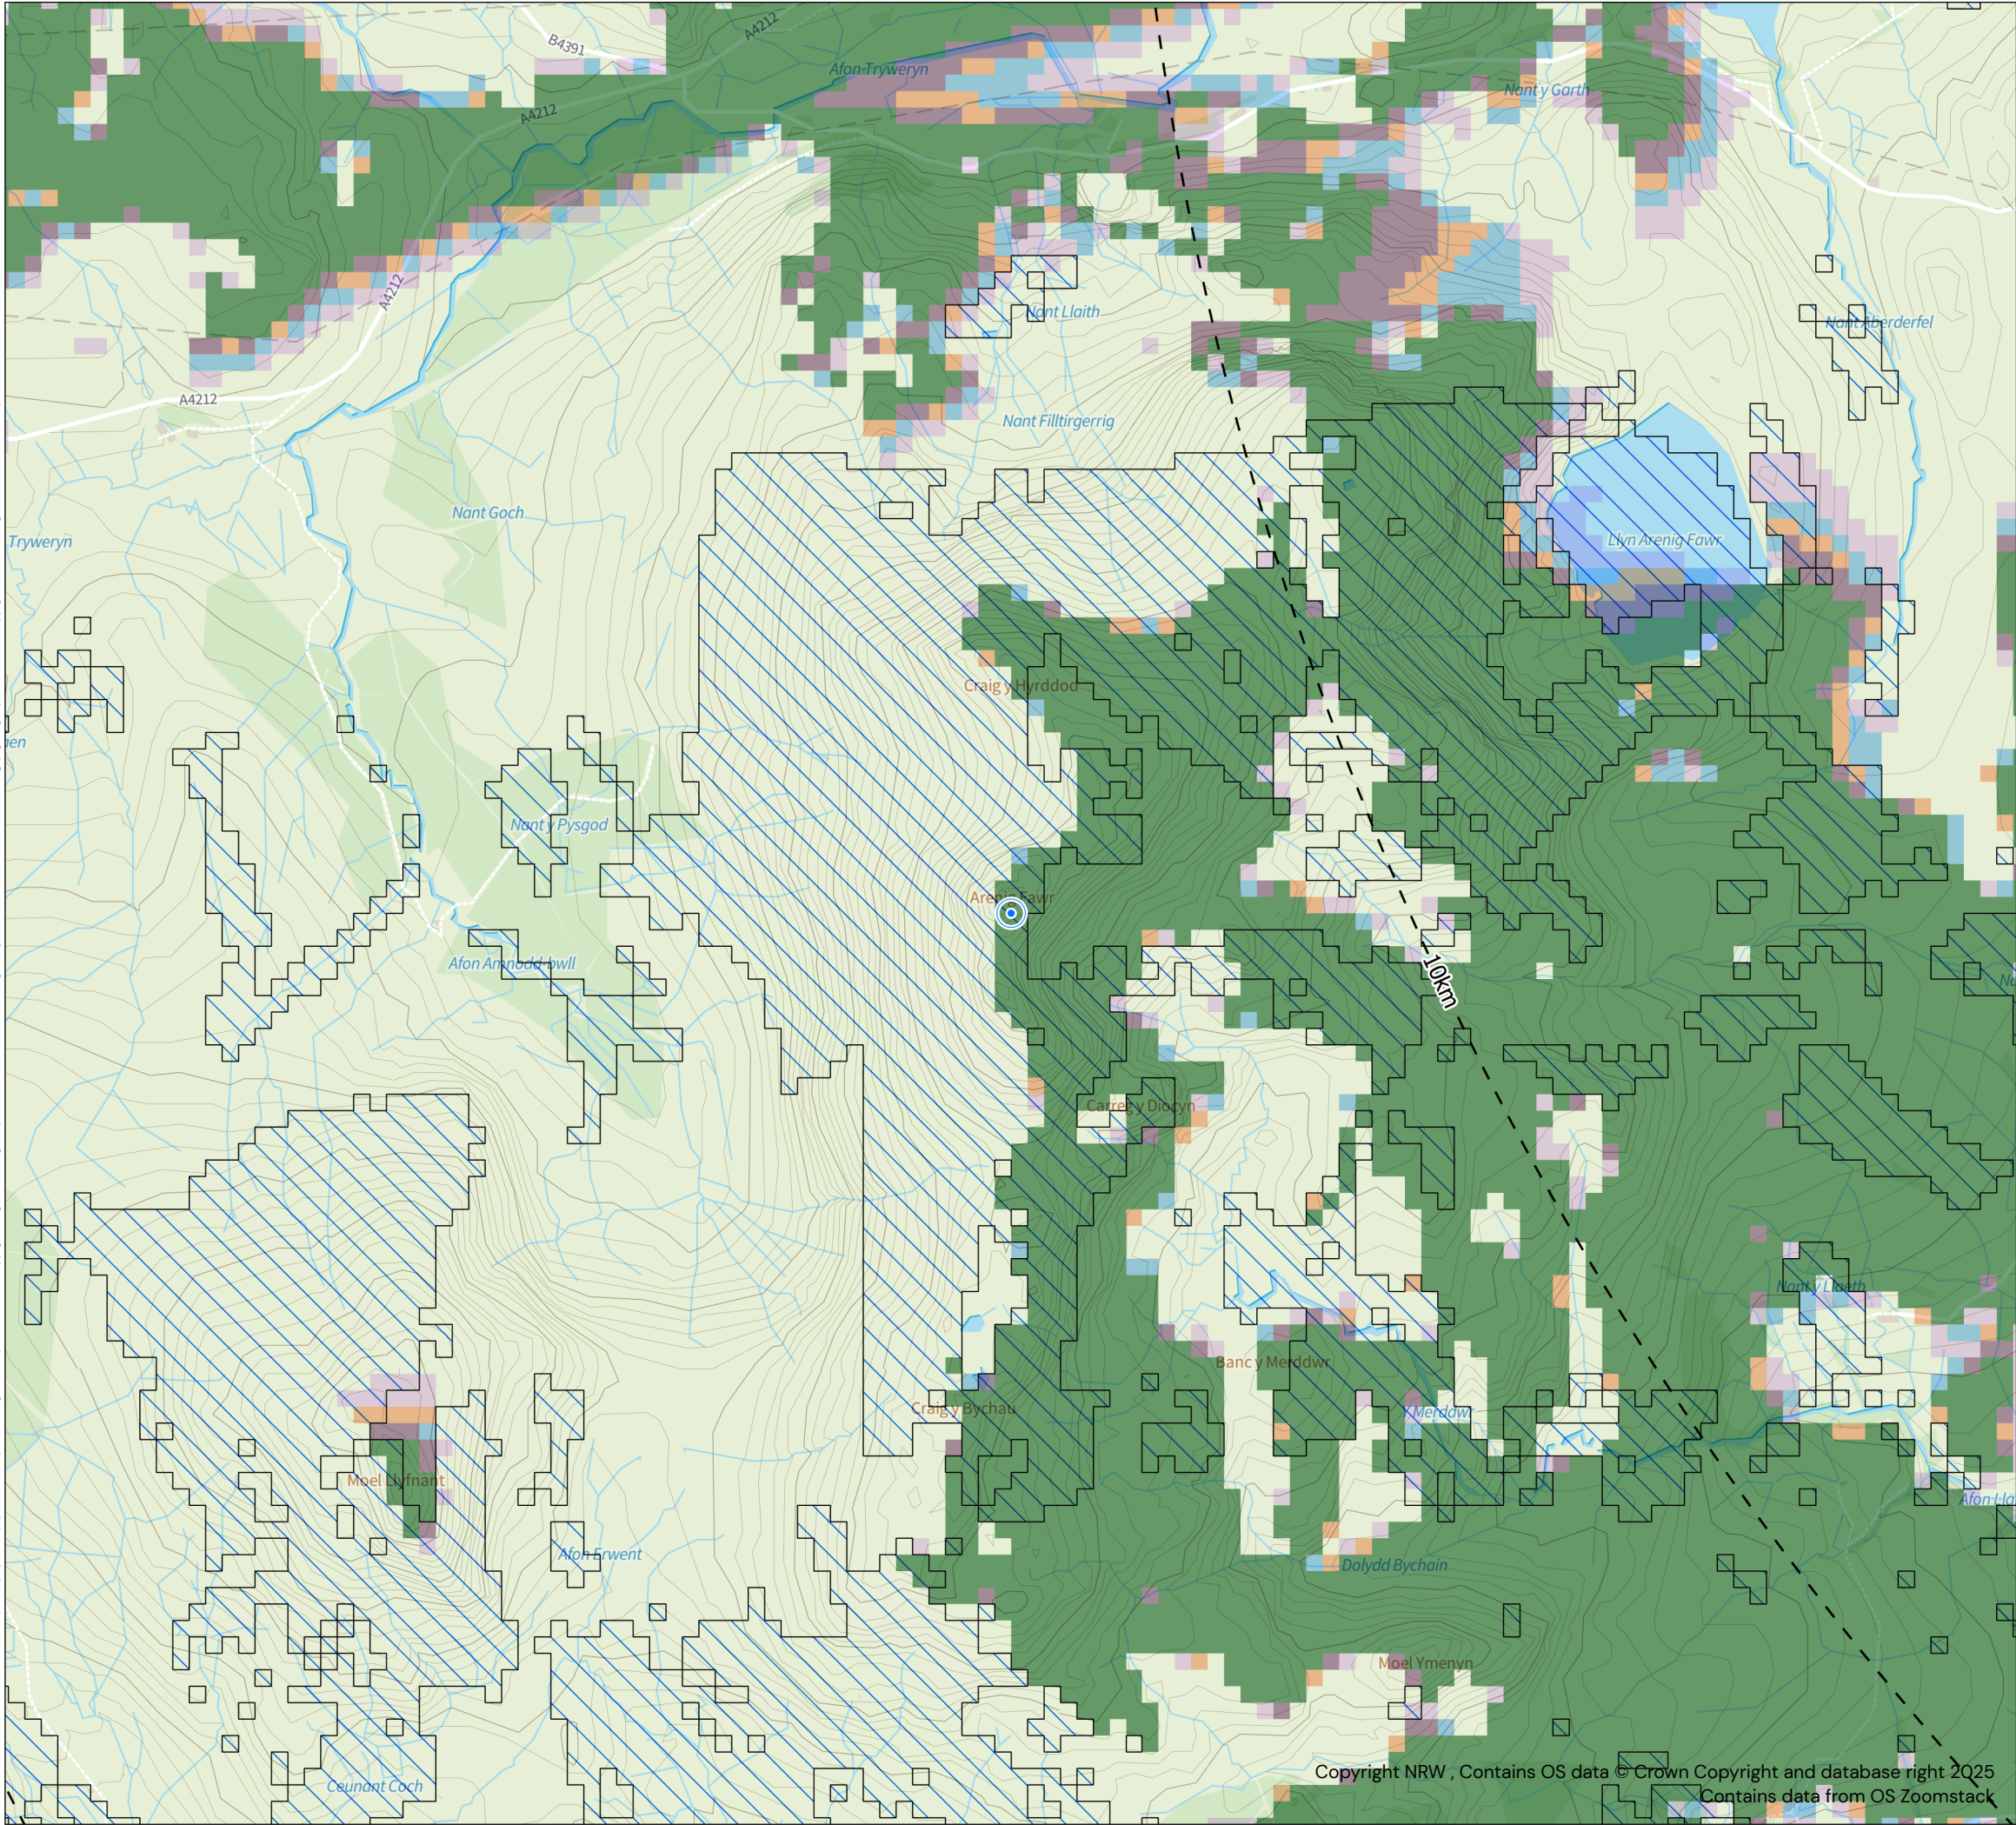 B4391
A4212
Afon Tryweryn
Nant y Garth
A4212
A4212
Nant Llaith
Nant Aberderfel
A4212
Nant Filltirgerrig
Nant Goch
Tryweryn
Llyn Arenig Fawr
Craig y Hyrddod
Nant y Pysgod
Arenig Fawr
Afon Amnodd-bwll
10km
Carreg y Diocyn
Nant y Llaeth
Banc y Merddwr
Craig y Bychau
Y Merddwr
Moel Llyfnant
Afon Erwent
Dolydd Bychain
Moel Ymenyn
Ceunant Coch
Copyright NRW , Contains OS data © Crown Copyright and database right 2025
Contains data from OS Zoomstack